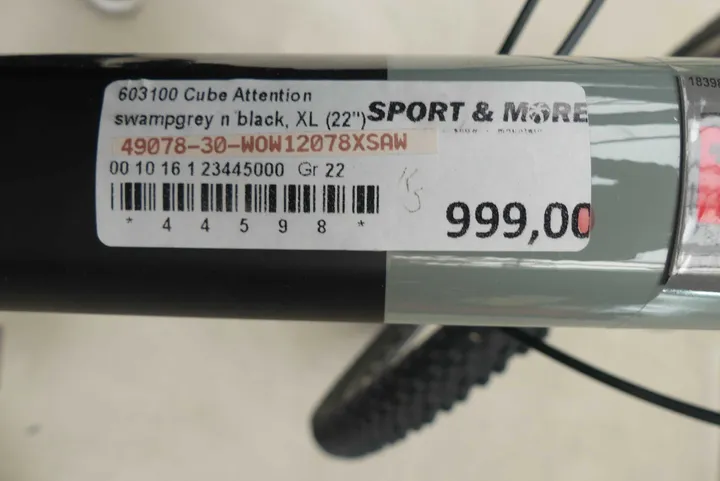 603100 Cube Attention
swampgrey n black, XL (22")
SPORT & MORE
49078-30-WOW12078XSAW
00 10 16 1 23445000 Gr 22
* 4 4 5 9 8 *
999,00
18398